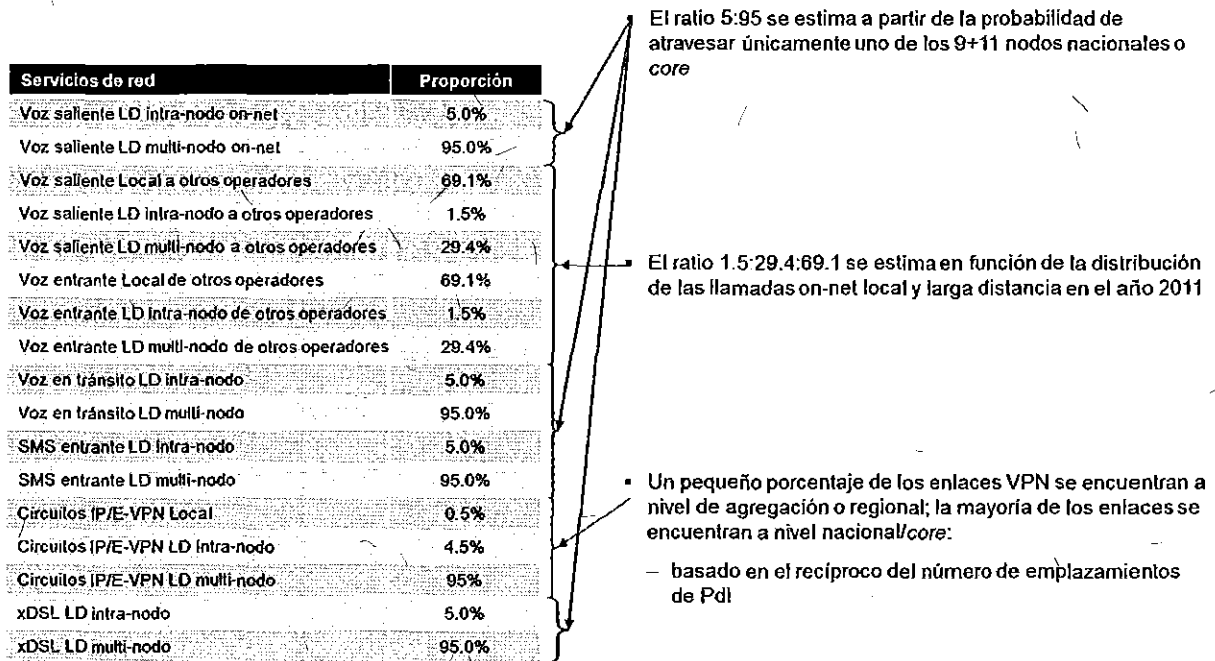 Servicios de red Proporción
Voz saliente LD intra-nodo on-net 5.0%
Voz saliente LD multi-nodo on-net 95.0%
Voz saliente Local a otros operadores 69.1%
Voz saliente LD intra-nodo a otros operadores 1.5%
Voz saliente LD multi-nodo a otros operadores 29.4%
Voz entrante Local de otros operadores 69.1%
Voz entrante LD intra-nodo de otros operadores 1.5%
Voz entrante LD multi-nodo de otros operadores 29.4%
Voz en tránsito LD intra-nodo 5.0%
Voz en tránsito LD multi-nodo 95.0%
SMS entrante LD intra-nodo 5.0%
SMS entrante LD multi-nodo 95.0%
Circuitos IP/E-VPN Local 0.5%
Circuitos IP/E-VPN LD intra-nodo 4.5%
Circuitos IP/E-VPN LD multi-nodo 95%
xDSL LD intra-nodo 5.0%
xDSL LD multi-nodo 95.0%
▪ El ratio 5:95 se estima a partir de la probabilidad de
atravesar únicamente uno de los 9+11 nodos nacionales o
core
▪ El ratio 1.5:29.4:69.1 se estima en función de la distribución
de las llamadas on-net local y larga distancia en el año 2011
▪ Un pequeño porcentaje de los enlaces VPN se encuentran a
nivel de agregación o regional; la mayoría de los enlaces se
encuentran a nivel nacional/core:
– basado en el recíproco del número de emplazamientos
de PdI